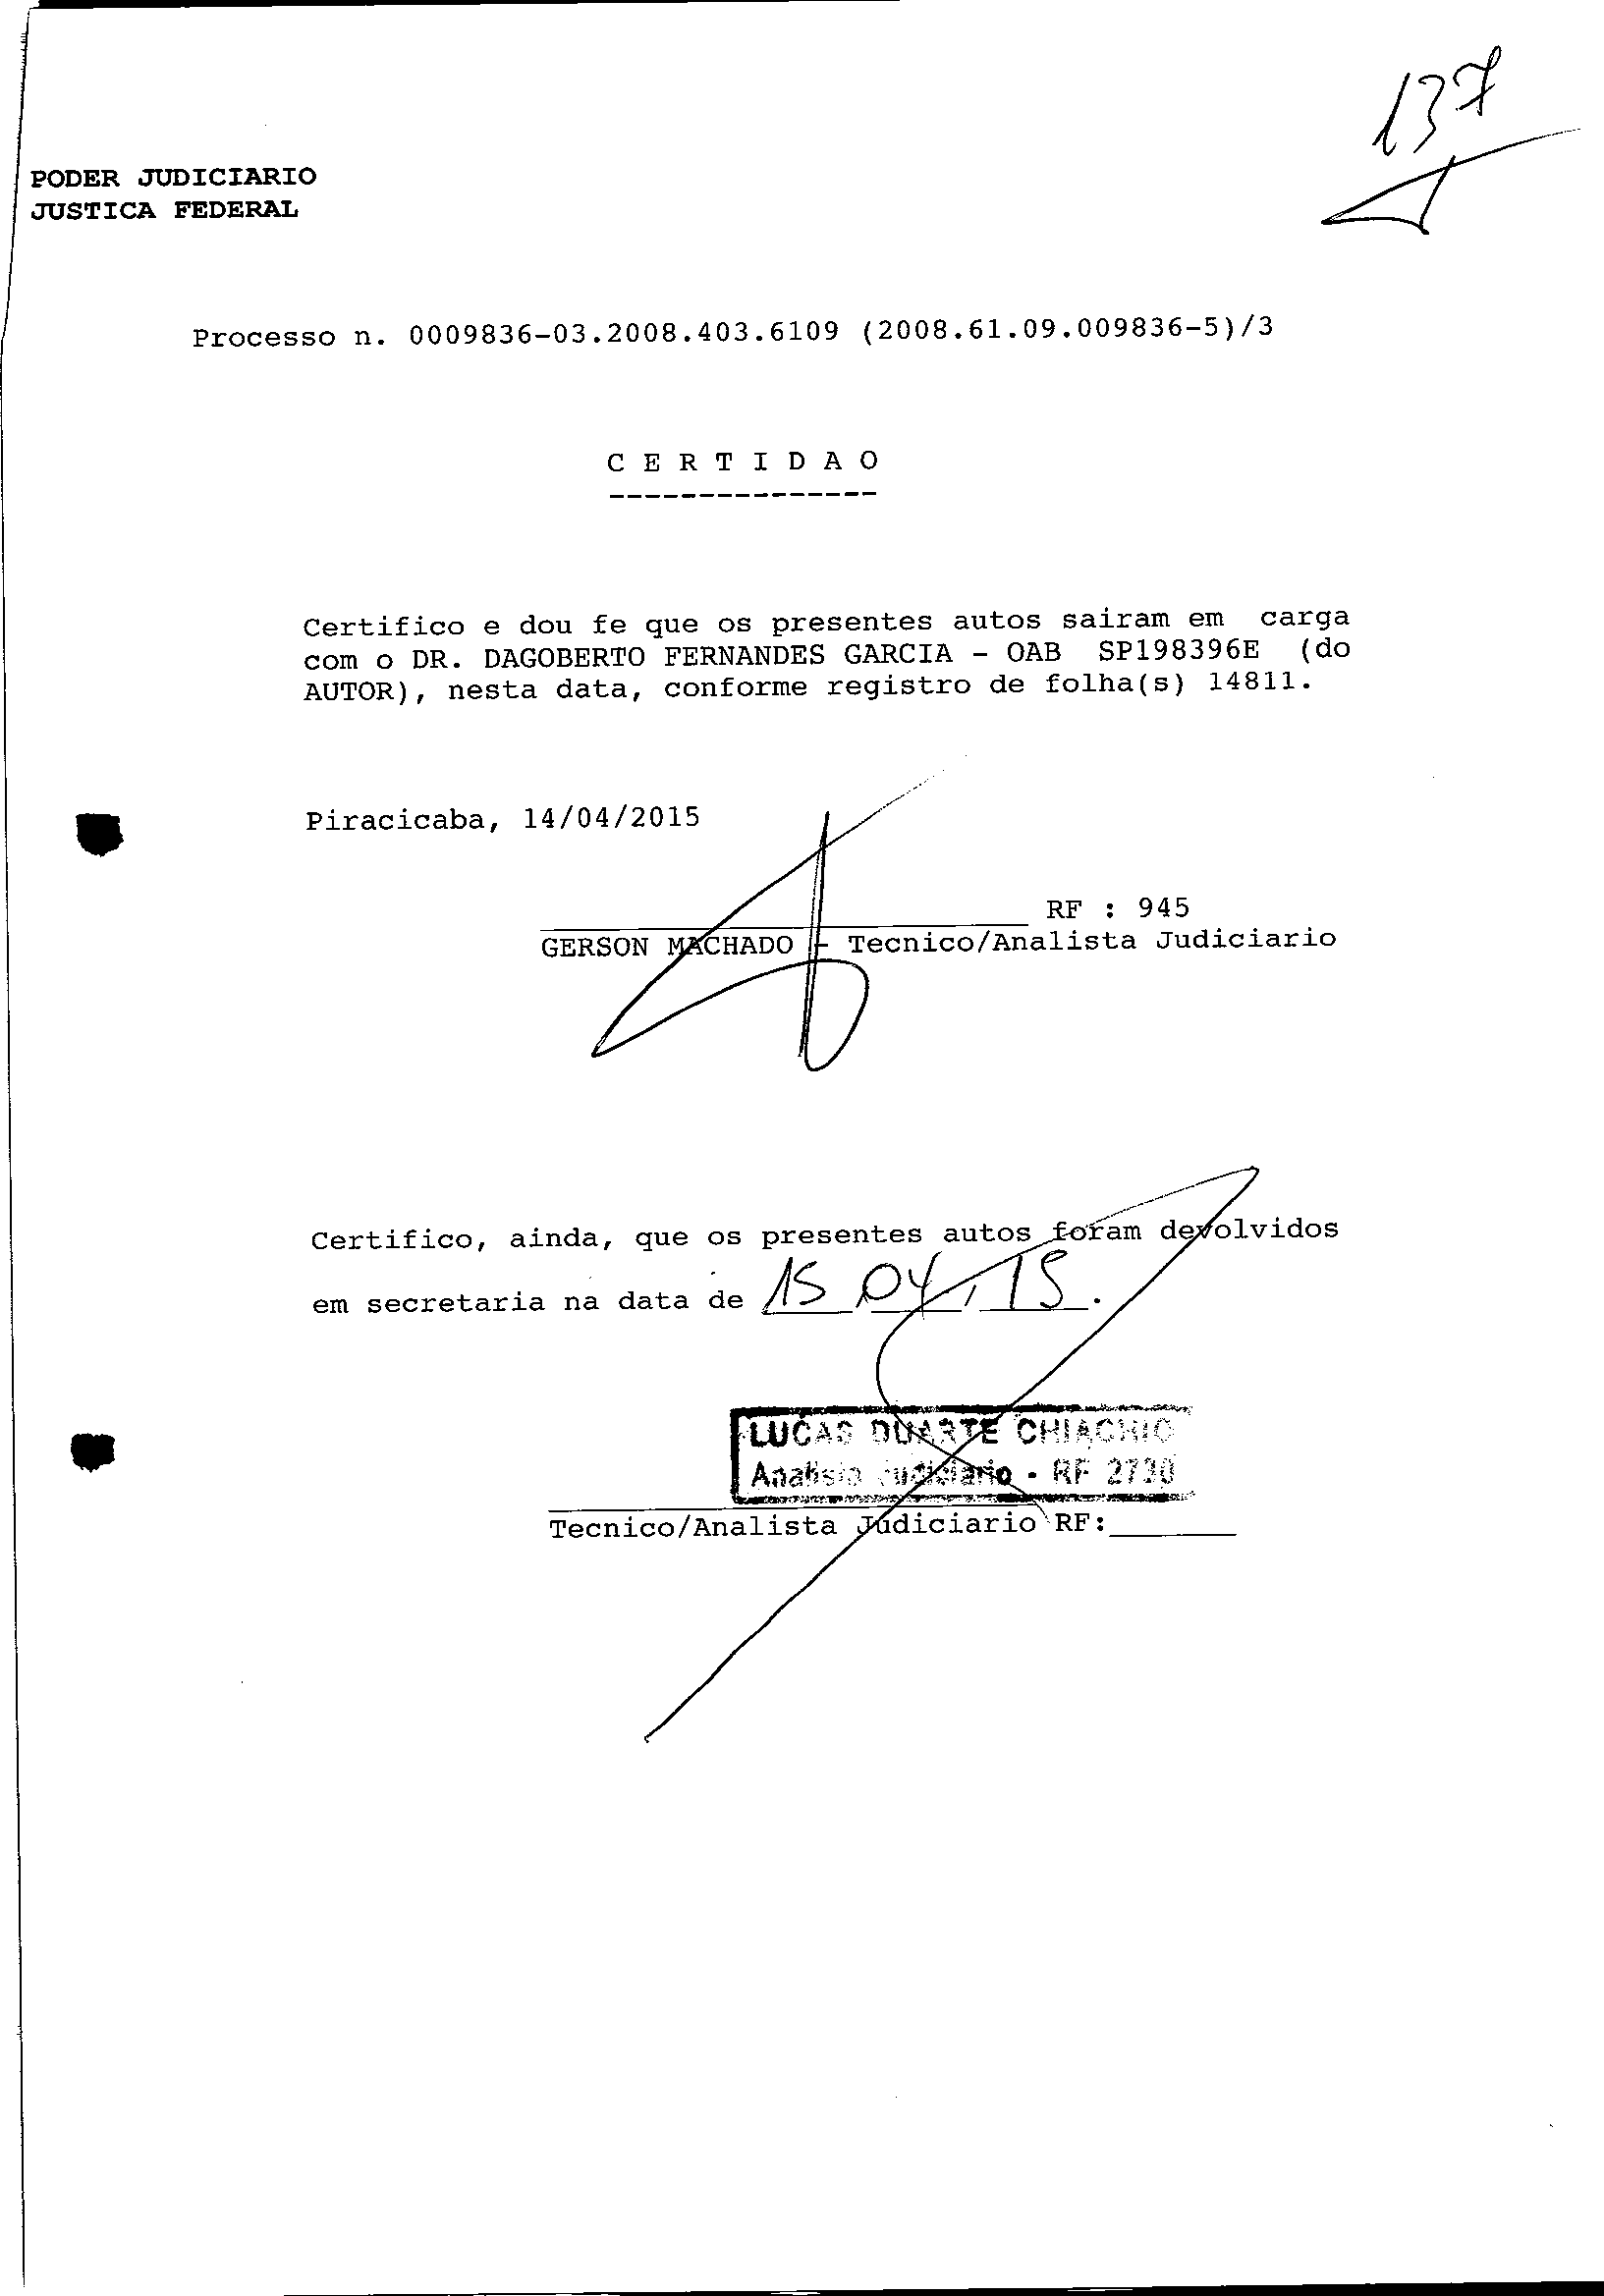 137
PODER JUDICIARIO
JUSTICA FEDERAL
Processo n. 0009836-03.2008.403.6109 (2008.61.09.009836-5)/3
C E R T I D A O
---------------
Certifico e dou fe que os presentes autos sairam em carga
com o DR. DAGOBERTO FERNANDES GARCIA - OAB SP198396E (do
AUTOR), nesta data, conforme registro de folha(s) 14811.
Piracicaba, 14/04/2015
RF : 945
GERSON MACHADO - Tecnico/Analista Judiciario
Certifico, ainda, que os presentes autos foram devolvidos
em secretaria na data de 15/04/15.
LUCAS DUARTE CHIACHIO
Analista Judiciario - RF 2730
Tecnico/Analista Judiciario RF:_______